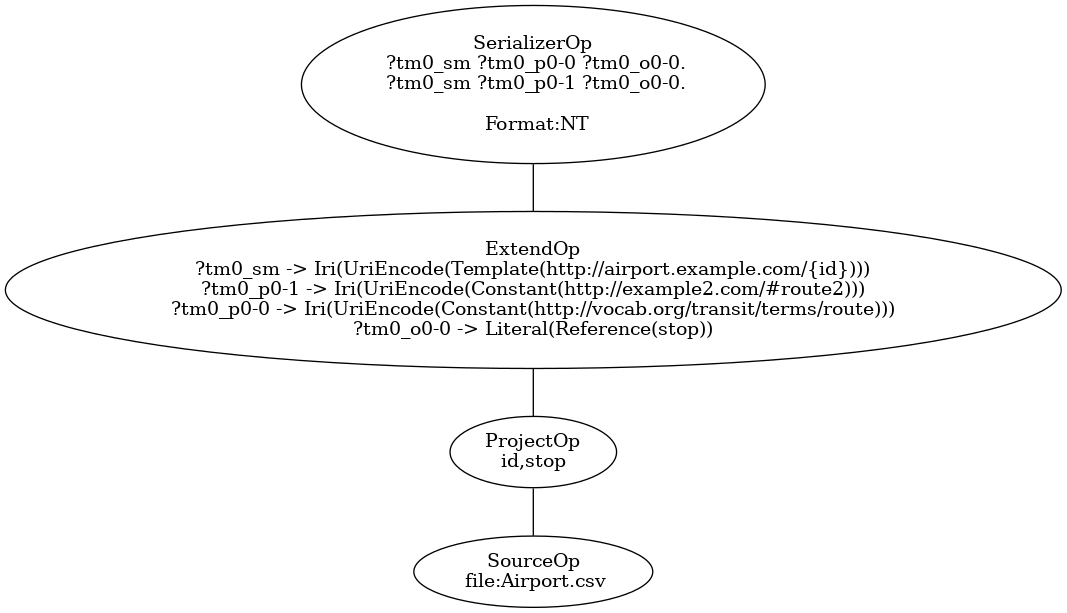 SerializerOp
?tm0_sm ?tm0_p0-0 ?tm0_o0-0.
?tm0_sm ?tm0_p0-1 ?tm0_o0-0.
Format:NT
ExtendOp
?tm0_sm -> Iri(UriEncode(Template(http://airport.example.com/{id})))
?tm0_p0-1 -> Iri(UriEncode(Constant(http://example2.com/#route2)))
?tm0_p0-0 -> Iri(UriEncode(Constant(http://vocab.org/transit/terms/route)))
?tm0_o0-0 -> Literal(Reference(stop))
ProjectOp
id,stop
SourceOp
file:Airport.csv